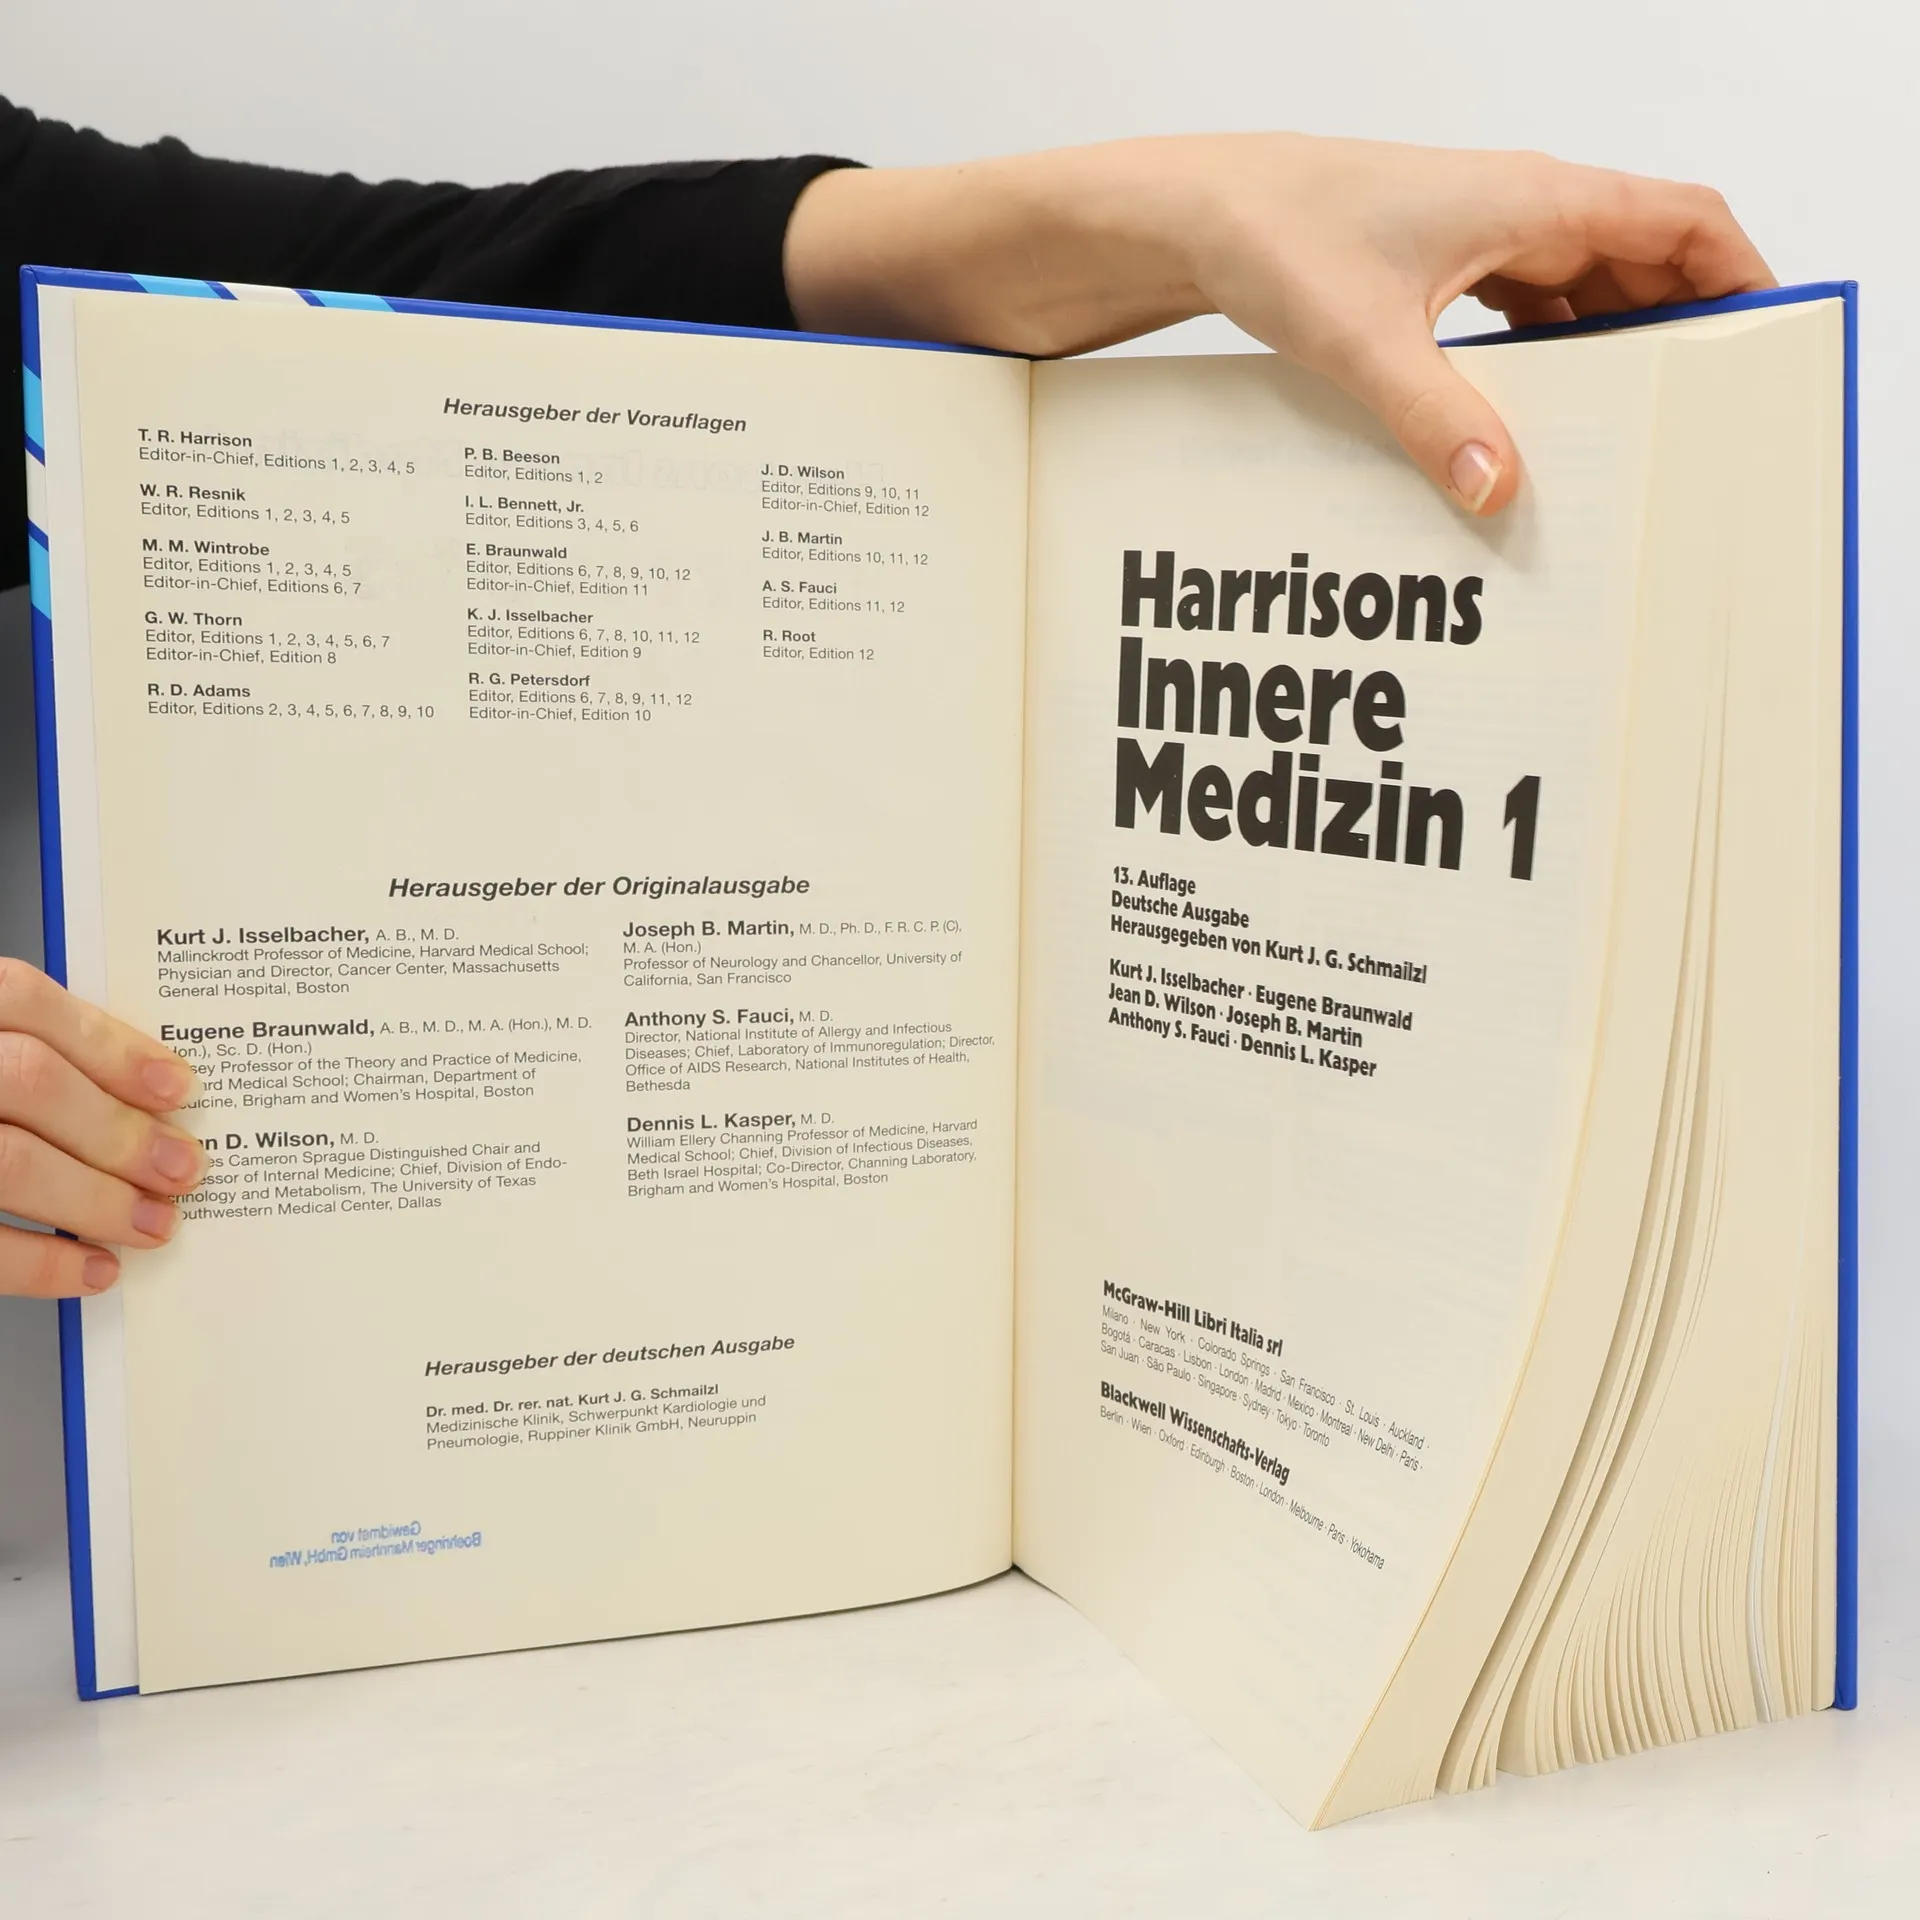 Herausgeber der Vorauflagen
T. R. Harrison
Editor-in-Chief, Editions 1, 2, 3, 4, 5
W. R. Resnik
Editor, Editions 1, 2, 3, 4, 5
M. M. Wintrobe
Editor, Editions 1, 2, 3, 4, 5
Editor-in-Chief, Editions 6, 7
G. W. Thorn
Editor, Editions 1, 2, 3, 4, 5, 6, 7
Editor-in-Chief, Edition 8
R. D. Adams
Editor, Editions 2, 3, 4, 5, 6, 7, 8, 9, 10
P. B. Beeson
Editor, Editions 1, 2
I. L. Bennett, Jr.
Editor, Editions 3, 4, 5, 6
E. Braunwald
Editor, Editions 6, 7, 8, 9, 10, 12
Editor-in-Chief, Edition 11
K. J. Isselbacher
Editor, Editions 6, 7, 8, 10, 11, 12
Editor-in-Chief, Edition 9
R. G. Petersdorf
Editor, Editions 6, 7, 8, 9, 11, 12
Editor-in-Chief, Edition 10
J. D. Wilson
Editor, Editions 9, 10, 11
Editor-in-Chief, Edition 12
J. B. Martin
Editor, Editions 10, 11, 12
A. S. Fauci
Editor, Editions 11, 12
R. Root
Editor, Edition 12
Herausgeber der Originalausgabe
Kurt J. Isselbacher, A. B., M. D.
Mallinckrodt Professor of Medicine, Harvard Medical School;
Physician and Director, Cancer Center, Massachusetts
General Hospital, Boston
Eugene Braunwald, A. B., M. D., M. A. (Hon.), M. D.
Hon.), Sc. D. (Hon.)
sey Professor of the Theory and Practice of Medicine,
rd Medical School; Chairman, Department of
dicine, Brigham and Women's Hospital, Boston
n D. Wilson, M. D.
es Cameron Sprague Distinguished Chair and
essor of Internal Medicine; Chief, Division of Endo-
crinology and Metabolism, The University of Texas
outhwestern Medical Center, Dallas
Joseph B. Martin, M. D., Ph. D., F. R. C. P. (C),
M. A. (Hon.)
Professor of Neurology and Chancellor, University of
California, San Francisco
Anthony S. Fauci, M. D.
Director, National Institute of Allergy and Infectious
Diseases; Chief, Laboratory of Immunoregulation; Director,
Office of AIDS Research, National Institutes of Health,
Bethesda
Dennis L. Kasper, M. D.
William Ellery Channing Professor of Medicine, Harvard
Medical School; Chief, Division of Infectious Diseases,
Beth Israel Hospital; Co-Director, Channing Laboratory,
Brigham and Women's Hospital, Boston
Herausgeber der deutschen Ausgabe
Dr. med. Dr. rer. nat. Kurt J. G. Schmailzl
Medizinische Klinik, Schwerpunkt Kardiologie und
Pneumologie, Ruppiner Klinik GmbH, Neuruppin
Gewidmet von
Boehringer Mannheim GmbH, Wien
Harrisons
Innere
Medizin 1
13. Auflage
Deutsche Ausgabe
Herausgegeben von Kurt J. G. Schmailzl
Kurt J. Isselbacher · Eugene Braunwald
Jean D. Wilson · Joseph B. Martin
Anthony S. Fauci · Dennis L. Kasper
McGraw-Hill Libri Italia srl
Milano · New York · Colorado Springs · San Francisco · St. Louis · Auckland ·
Bogotá · Caracas · Lisbon · London · Madrid · Mexico · Montreal · New Delhi · Paris ·
San Juan · São Paulo · Singapore · Sydney · Tokyo · Toronto
Blackwell Wissenschafts-Verlag
Berlin · Wien · Oxford · Edinburgh · Boston · London · Melbourne · Paris · Yokohama